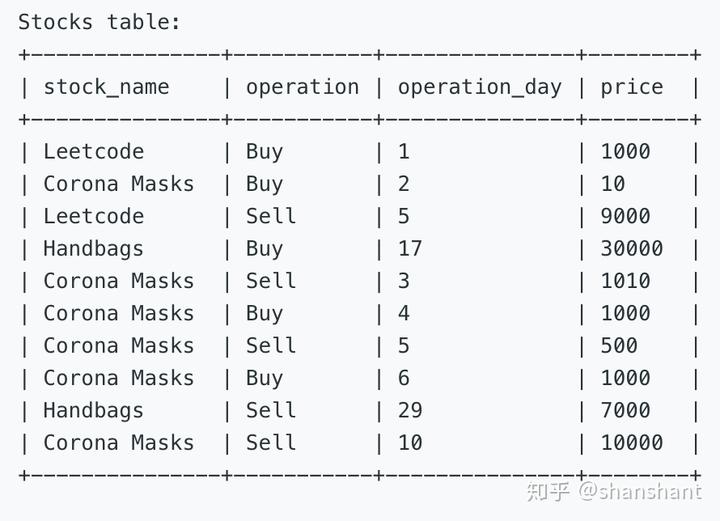 Stocks table:
+---------------+-----------+---------------+--------+
| stock_name    | operation | operation_day | price  |
+---------------+-----------+---------------+--------+
| Leetcode      | Buy       | 1             | 1000   |
| Corona Masks  | Buy       | 2             | 10     |
| Leetcode      | Sell      | 5             | 9000   |
| Handbags      | Buy       | 17            | 30000  |
| Corona Masks  | Sell      | 3             | 1010   |
| Corona Masks  | Buy       | 4             | 1000   |
| Corona Masks  | Sell      | 5             | 500    |
| Corona Masks  | Buy       | 6             | 1000   |
| Handbags      | Sell      | 29            | 7000   |
| Corona Masks  | Sell      | 10            | 10000  |
+---------------+-----------+---------------+--------+
知乎 @shanshant